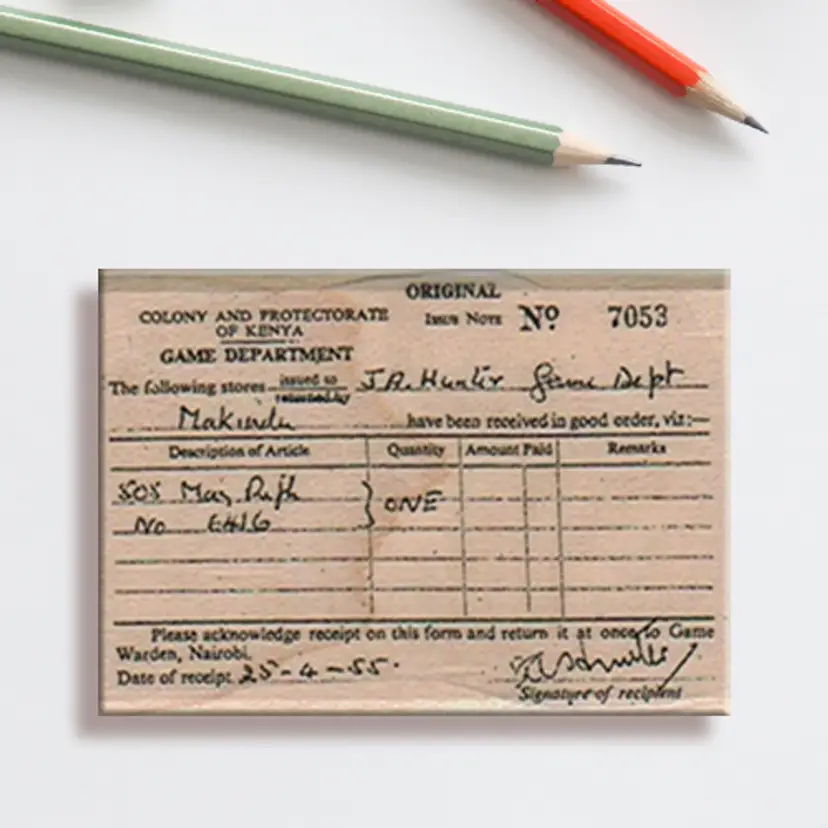 ORIGINAL
COLONY AND PROTECTORATE
OF KENYA
Issue Note No 7053
GAME DEPARTMENT
The following stores issued to J.A. Hunter Game Dept
returned by
Makindu have been received in good order, viz:—
Description of Article Quantity Amount Paid Remarks
505 Mag } ONE
No
Please acknowledge receipt on this form and return it at once to Game
Warden, Nairobi.
Date of receipt 25-4-55.
Signature of recipient